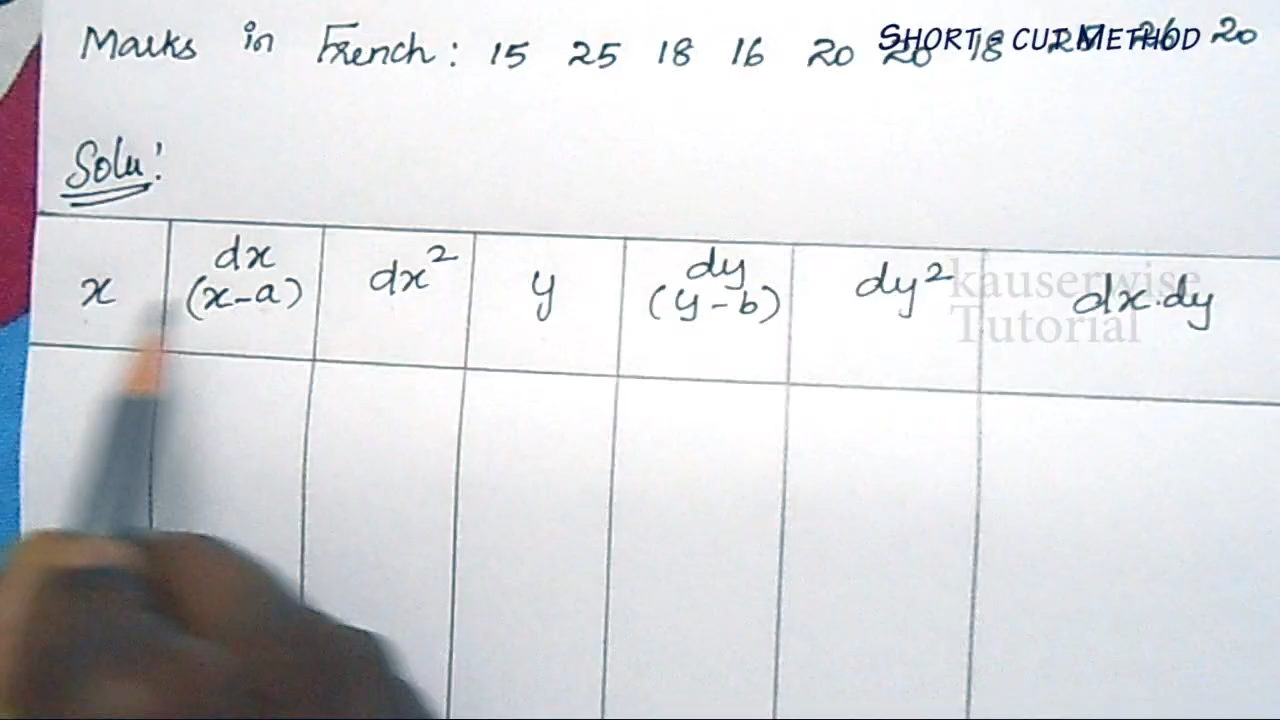 Marks in French : 15 25 18 16 20 20 18 20
SHORT - CUT METHOD
Solu:
x dx (x-a) dx² y dy (y-b) dy² dx.dy
kauserwise
Tutorial